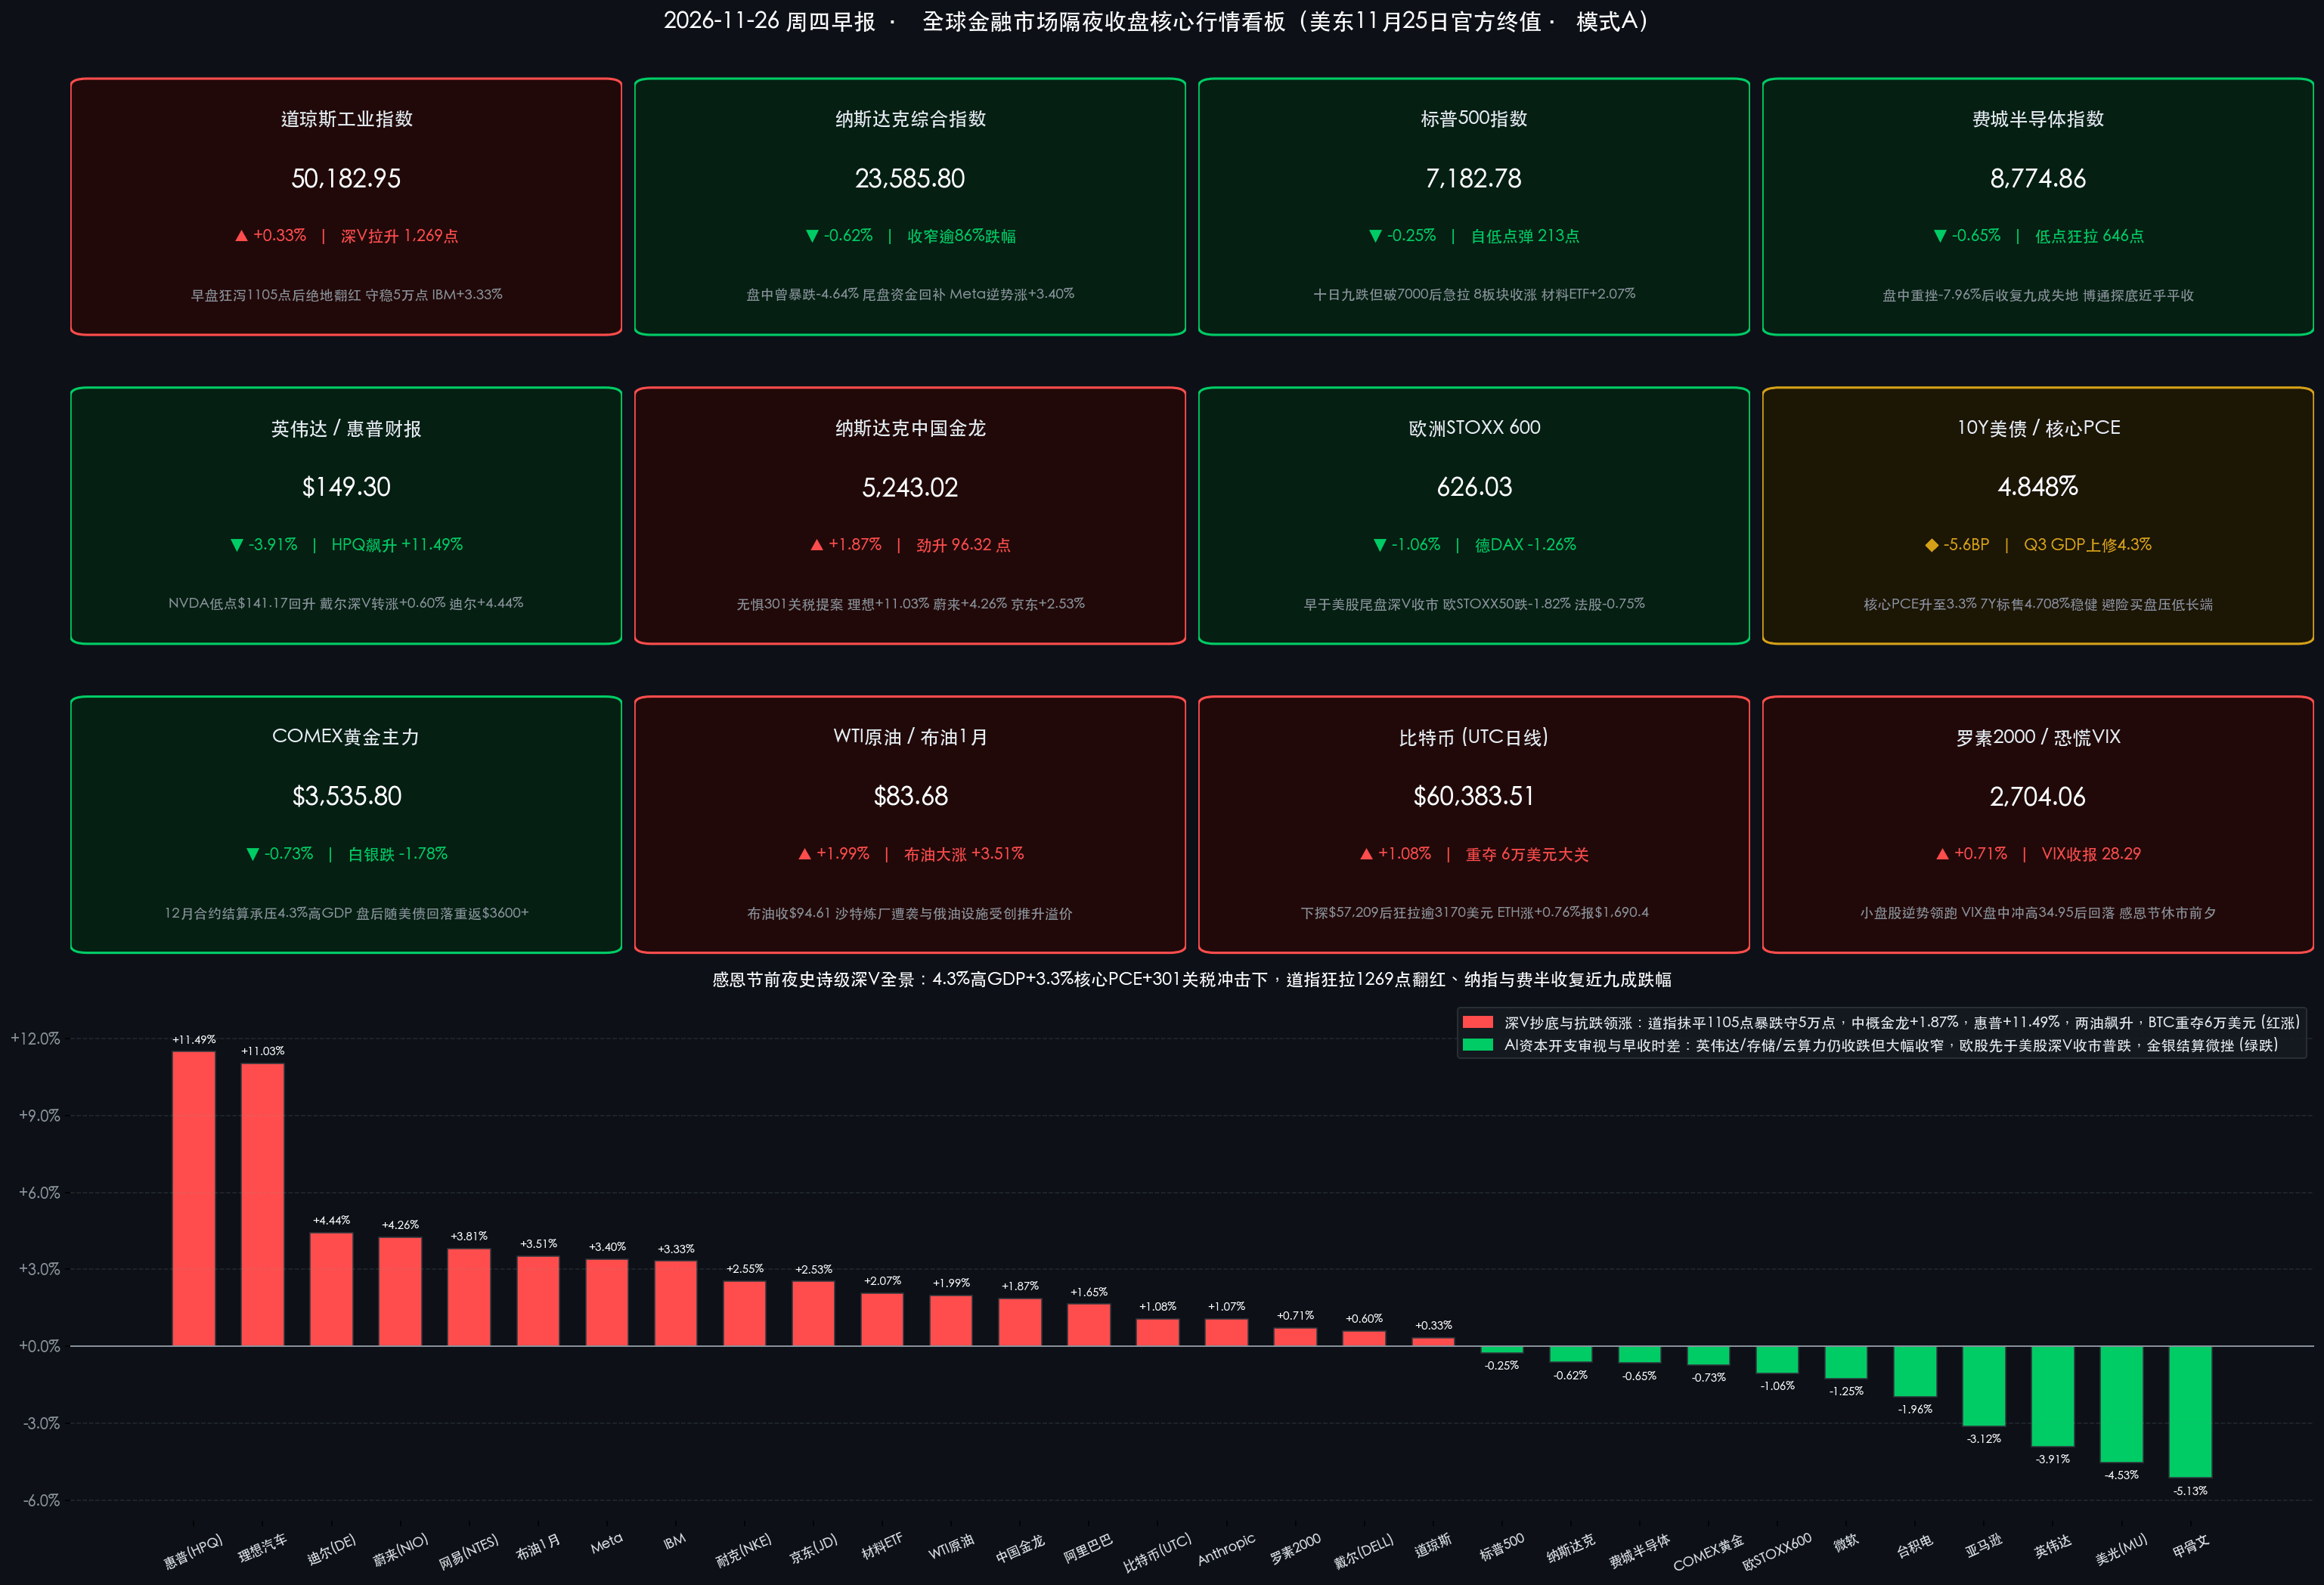 2026-11-26 周四早报 · 全球金融市场隔夜收盘核心行情看板（美东11月25日官方终值 · 模式A）
道琼斯工业指数
50,182.95
▲ +0.33% | 深V拉升 1,269点
早盘狂泻1105点后绝地翻红 守稳5万点 IBM+3.33%
纳斯达克综合指数
23,585.80
▼ -0.62% | 收窄逾86%跌幅
盘中曾暴跌-4.64% 尾盘资金回补 Meta逆势涨+3.40%
标普500指数
7,182.78
▼ -0.25% | 自低点弹 213点
十日九跌但破7000后急拉 8板块收涨 材料ETF+2.07%
费城半导体指数
8,774.86
▼ -0.65% | 低点狂拉 646点
盘中重挫-7.96%后收复九成失地 博通探底近乎平收
英伟达 / 惠普财报
$149.30
▼ -3.91% | HPQ飙升 +11.49%
NVDA低点$141.17回升 戴尔深V转涨+0.60% 迪尔+4.44%
纳斯达克中国金龙
5,243.02
▲ +1.87% | 劲升 96.32 点
无惧301关税提案 理想+11.03% 蔚来+4.26% 京东+2.53%
欧洲STOXX 600
626.03
▼ -1.06% | 德DAX -1.26%
早于美股尾盘深V收市 欧STOXX50跌-1.82% 法股-0.75%
10Y美债 / 核心PCE
4.848%
◆ -5.6BP | Q3 GDP上修4.3%
核心PCE升至3.3% 7Y标售4.708%稳健 避险买盘压低长端
COMEX黄金主力
$3,535.80
▼ -0.73% | 白银跌 -1.78%
12月合约结算承压4.3%高GDP 盘后随美债回落重返$3600+
WTI原油 / 布油1月
$83.68
▲ +1.99% | 布油大涨 +3.51%
布油收$94.61 沙特炼厂遭袭与俄油设施受创推升溢价
比特币 (UTC日线)
$60,383.51
▲ +1.08% | 重夺 6万美元大关
下探$57,209后狂拉逾3170美元 ETH涨+0.76%报$1,690.4
罗素2000 / 恐慌VIX
2,704.06
▲ +0.71% | VIX收报 28.29
小盘股逆势领跑 VIX盘中冲高34.95后回落 感恩节休市前夕
感恩节前夜史诗级深V全景：4.3%高GDP+3.3%核心PCE+301关税冲击下，道指狂拉1269点翻红、纳指与费半收复近九成跌幅
深V抄底与抗跌领涨：道指抹平1105点暴跌守5万点，中概金龙+1.87%，惠普+11.49%，两油飙升，BTC重夺6万美元 (红涨)
AI资本开支审视与早收时差：英伟达/存储/云算力仍收跌但大幅收窄，欧股先于美股深V收市普跌，金银结算微挫 (绿跌)
+12.0%
+9.0%
+6.0%
+3.0%
+0.0%
-3.0%
-6.0%
+11.49%
+11.03%
+4.44%
+4.26%
+3.81%
+3.51%
+3.40%
+3.33%
+2.55%
+2.53%
+2.07%
+1.99%
+1.87%
+1.65%
+1.08%
+1.07%
+0.71%
+0.60%
+0.33%
-0.25%
-0.62%
-0.65%
-0.73%
-1.06%
-1.25%
-1.96%
-3.12%
-3.91%
-4.53%
-5.13%
惠普(HPQ)
理想汽车
迪尔(DE)
蔚来(NIO)
网易(NTES)
布油1月
Meta
IBM
耐克(NKE)
京东(JD)
材料ETF
WTI原油
中国金龙
阿里巴巴
比特币(UTC)
Anthropic
罗素2000
戴尔(DELL)
道琼斯
标普500
纳斯达克
费城半导体
COMEX黄金
欧STOXX600
微软
台积电
亚马逊
英伟达
美光(MU)
甲骨文